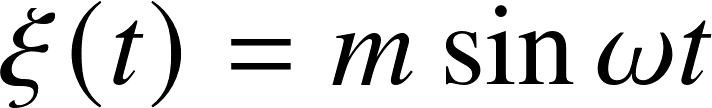 ξ(t) = m sin ωt